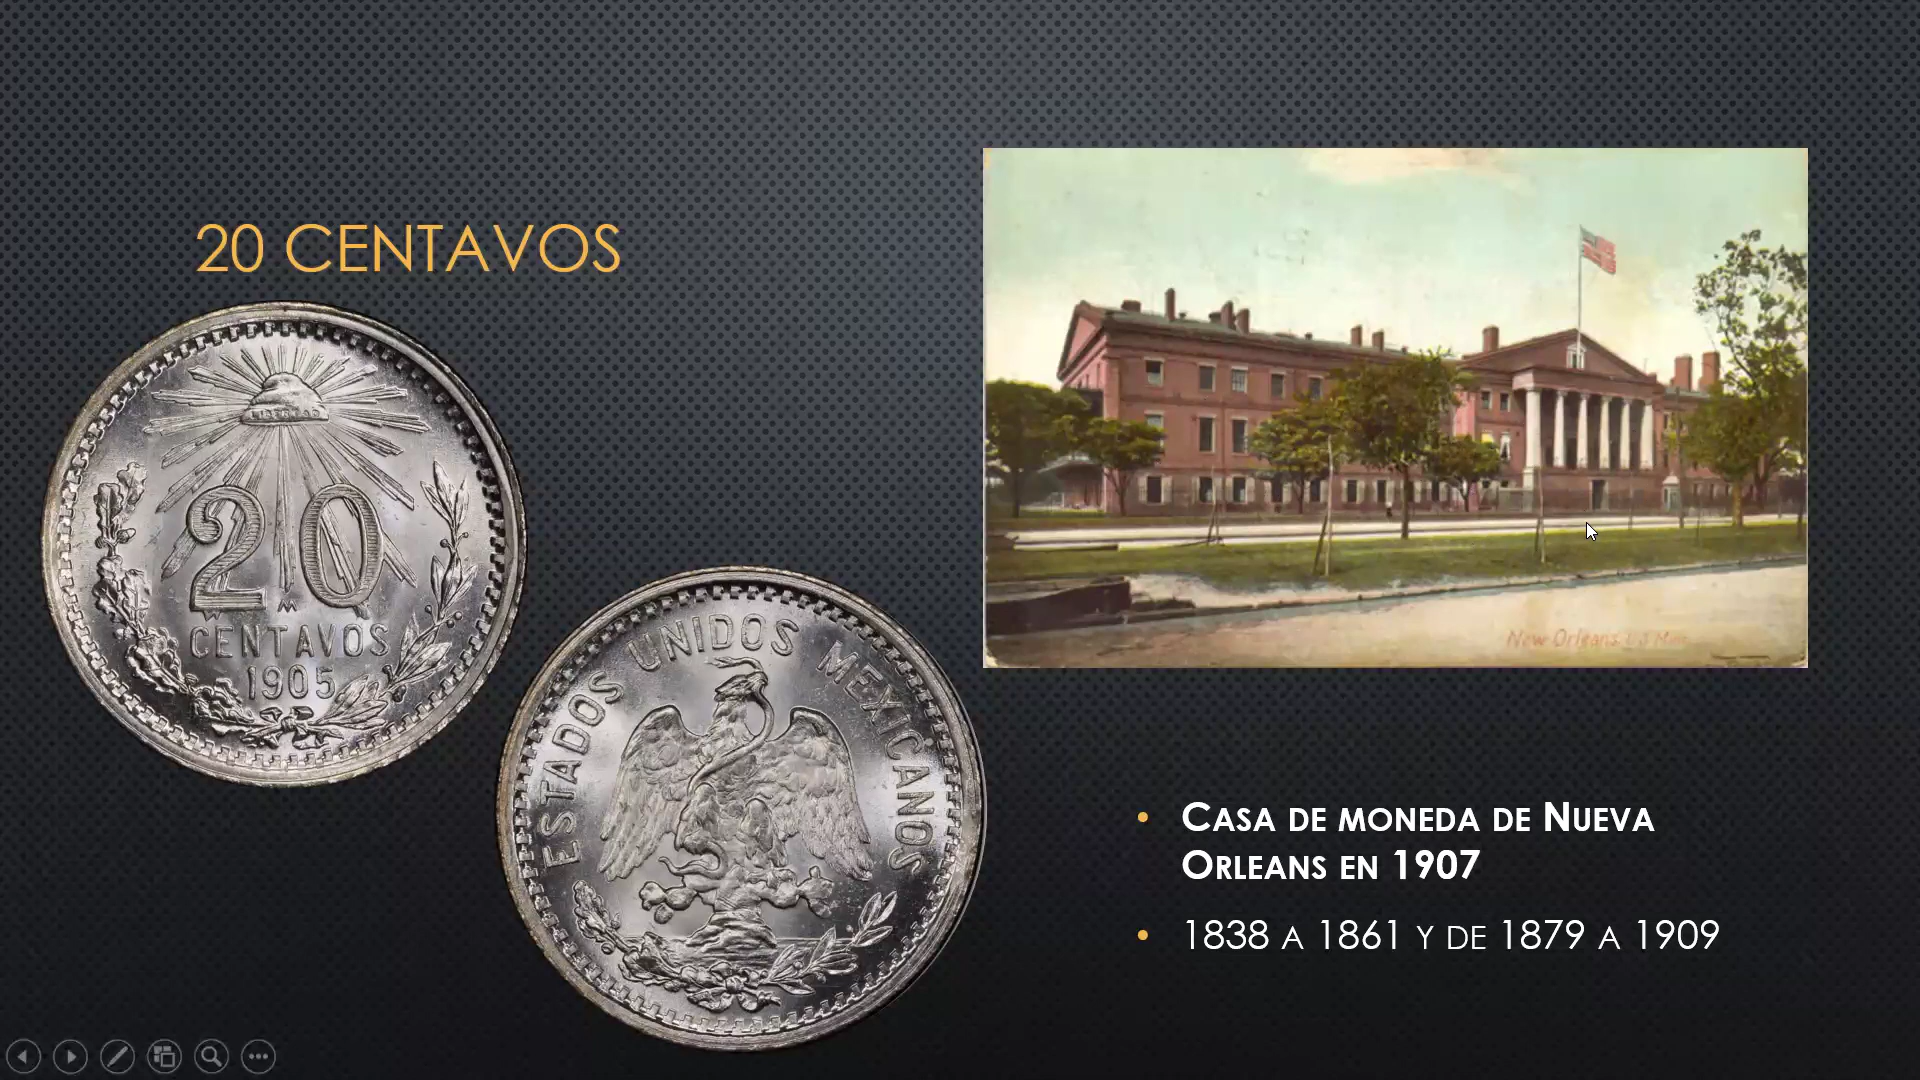 20 CENTAVOS
LIBERTAD
20
M
CENTAVOS
1905
ESTADOS UNIDOS MEXICANOS
New Orleans
CASA DE MONEDA DE NUEVA
ORLEANS EN 1907
1838 A 1861 Y DE 1879 A 1909